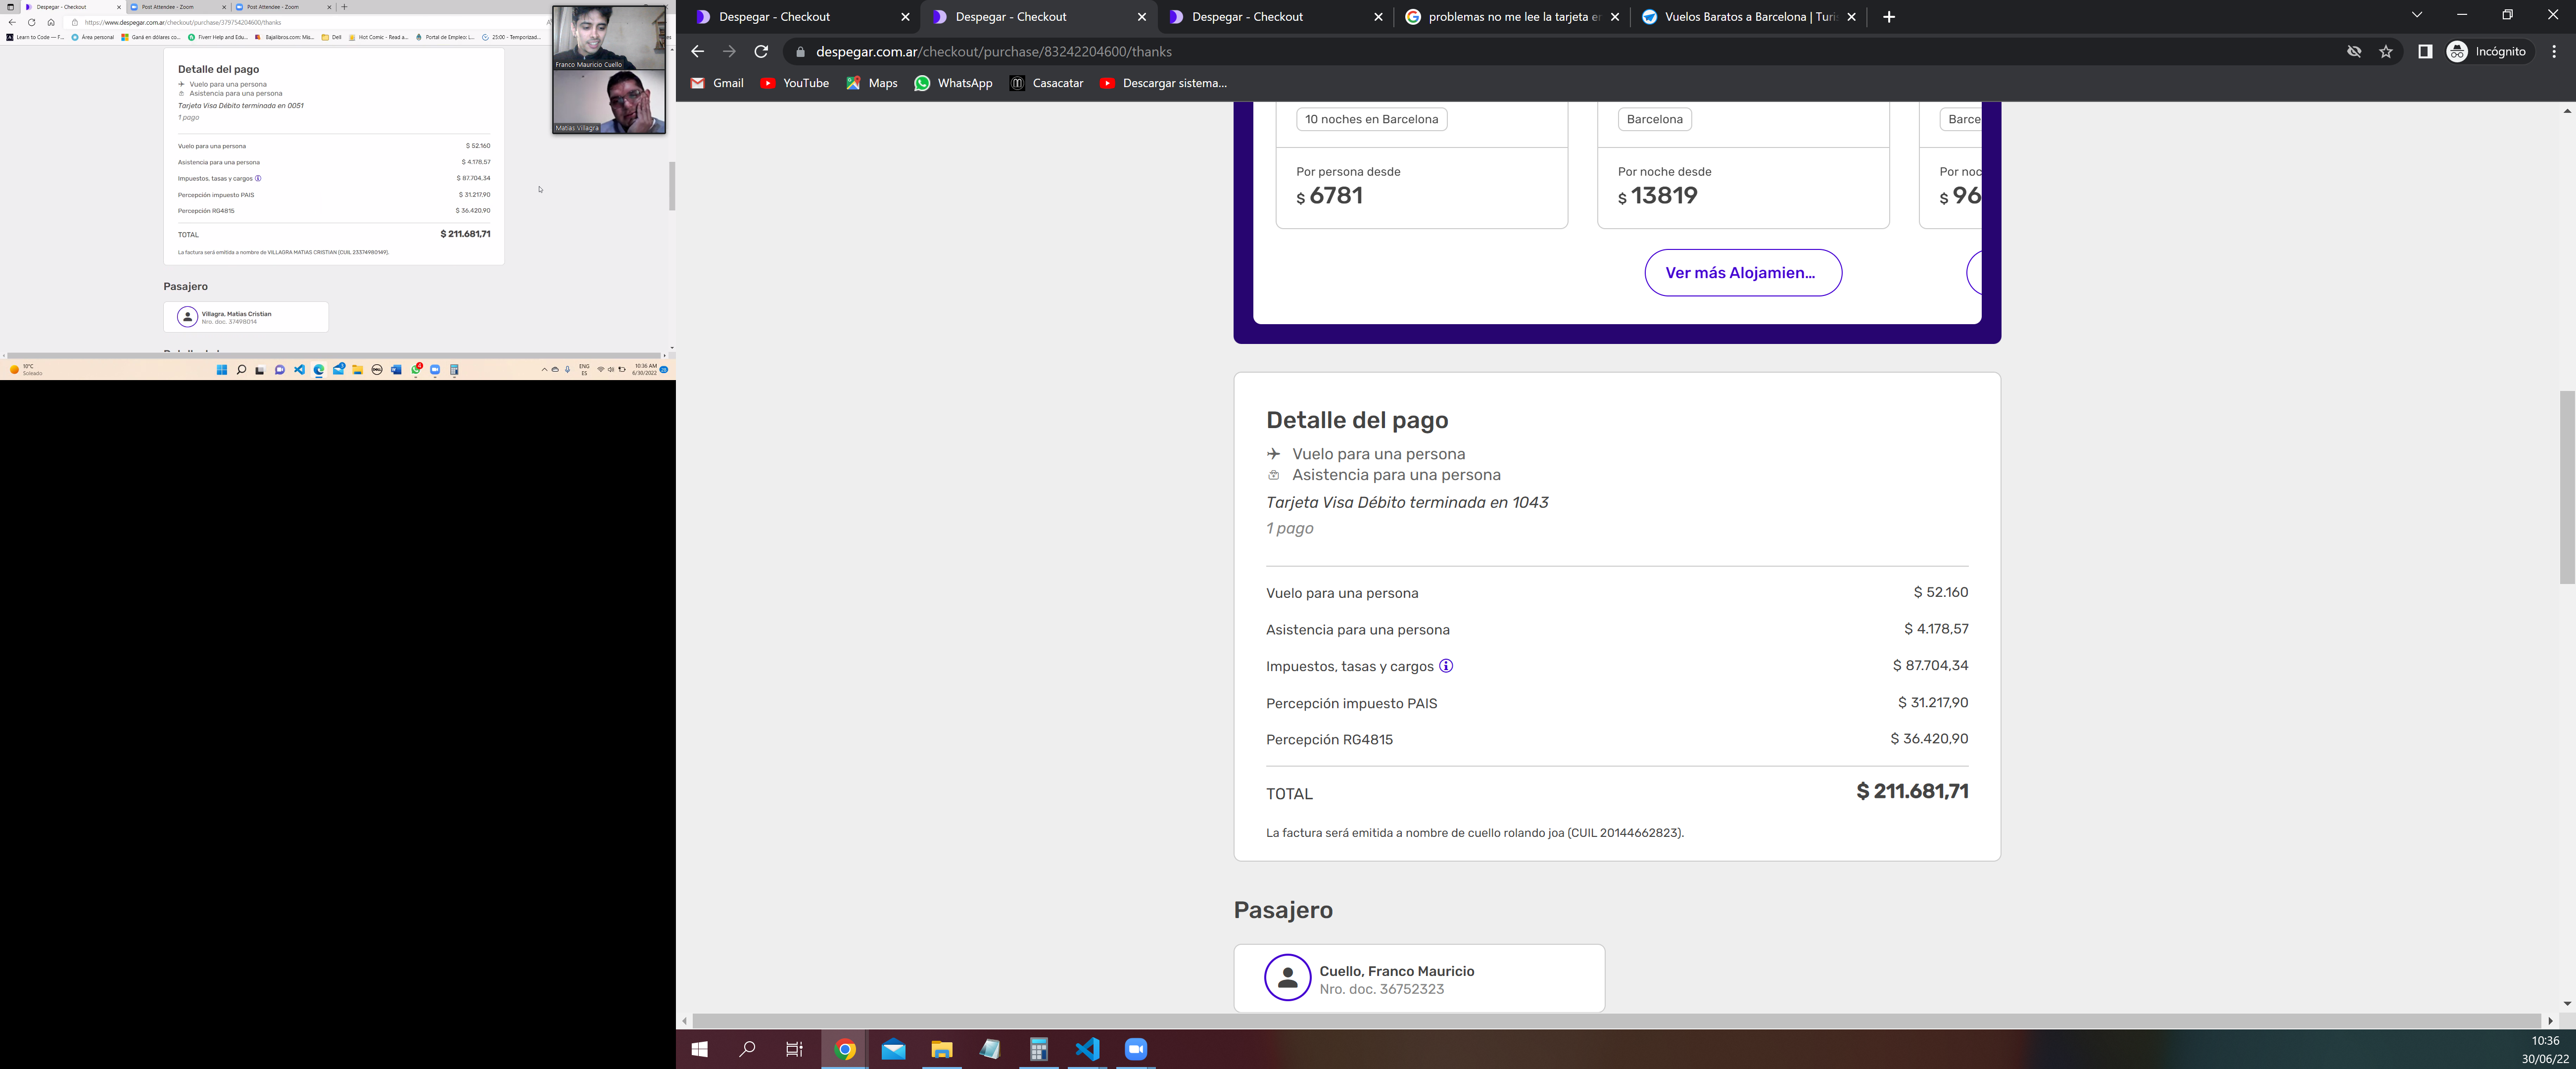 Despegar - Checkout
Post Attendee - Zoom
Post Attendee - Zoom
https://www.despegar.com.ar/checkout/purchase/379754204600/thanks
Learn to Code — F...
Área personal
Ganá en dólares co...
Fiverr Help and Edu...
Bajalibros.com: Mis...
Dell
Hot Comic - Read a...
Portal de Empleo: L...
25:00 - Temporizad...
Franco Mauricio Cuello
Matias Villagra
Detalle del pago
Vuelo para una persona
Asistencia para una persona
Tarjeta Visa Débito terminada en 0051
1 pago
Vuelo para una persona $ 52.160
Asistencia para una persona $ 4.178,57
Impuestos, tasas y cargos $ 87.704,34
Percepción impuesto PAIS $ 31.217,90
Percepción RG4815 $ 36.420,90
TOTAL $ 211.681,71
La factura será emitida a nombre de VILLAGRA MATIAS CRISTIAN (CUIL 23374980149).
Pasajero
Villagra, Matias Cristian
Nro. doc. 37498014
10°C
Soleado
ENG
ES
10:36 AM
6/30/2022
Despegar - Checkout
Despegar - Checkout
Despegar - Checkout
problemas no me lee la tarjeta en
Vuelos Baratos a Barcelona | Turis
despegar.com.ar/checkout/purchase/83242204600/thanks
Incógnito
Gmail
YouTube
Maps
WhatsApp
Casacatar
Descargar sistema...
10 noches en Barcelona
Barcelona
Barce
Por persona desde
$ 6781
Por noche desde
$ 13819
Por noc
$ 96
Ver más Alojamien...
Detalle del pago
Vuelo para una persona
Asistencia para una persona
Tarjeta Visa Débito terminada en 1043
1 pago
Vuelo para una persona $ 52.160
Asistencia para una persona $ 4.178,57
Impuestos, tasas y cargos $ 87.704,34
Percepción impuesto PAIS $ 31.217,90
Percepción RG4815 $ 36.420,90
TOTAL $ 211.681,71
La factura será emitida a nombre de cuello rolando joa (CUIL 20144662823).
Pasajero
Cuello, Franco Mauricio
Nro. doc. 36752323
10:36
30/06/22